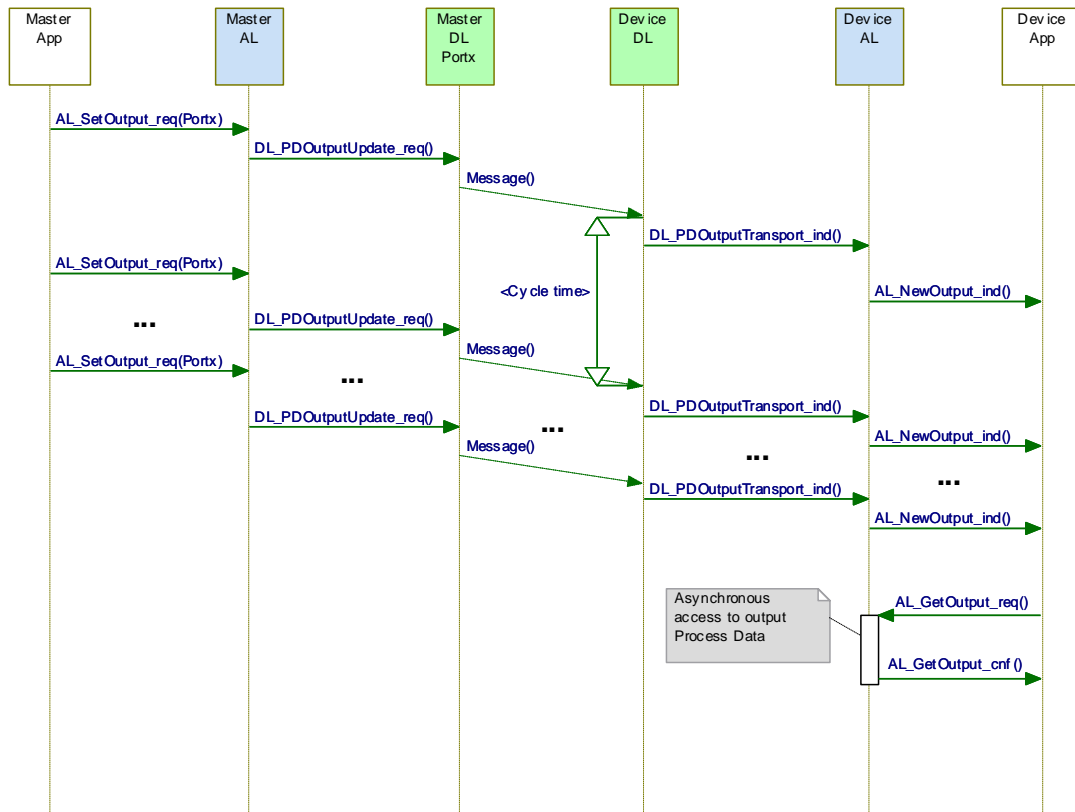 Master
App
Master
AL
Master
DL
Portx
Device
DL
Device
AL
Device
App
AL_SetOutput_req(Portx)
DL_PDOutputUpdate_req()
Message()
DL_PDOutputTransport_ind()
AL_SetOutput_req(Portx)
<Cycle time>
AL_NewOutput_ind()
...
DL_PDOutputUpdate_req()
Message()
AL_SetOutput_req(Portx)
...
DL_PDOutputTransport_ind()
DL_PDOutputUpdate_req()
...
AL_NewOutput_ind()
Message()
...
DL_PDOutputTransport_ind()
...
AL_NewOutput_ind()
Asynchronous
access to output
Process Data
AL_GetOutput_req()
AL_GetOutput_cnf()